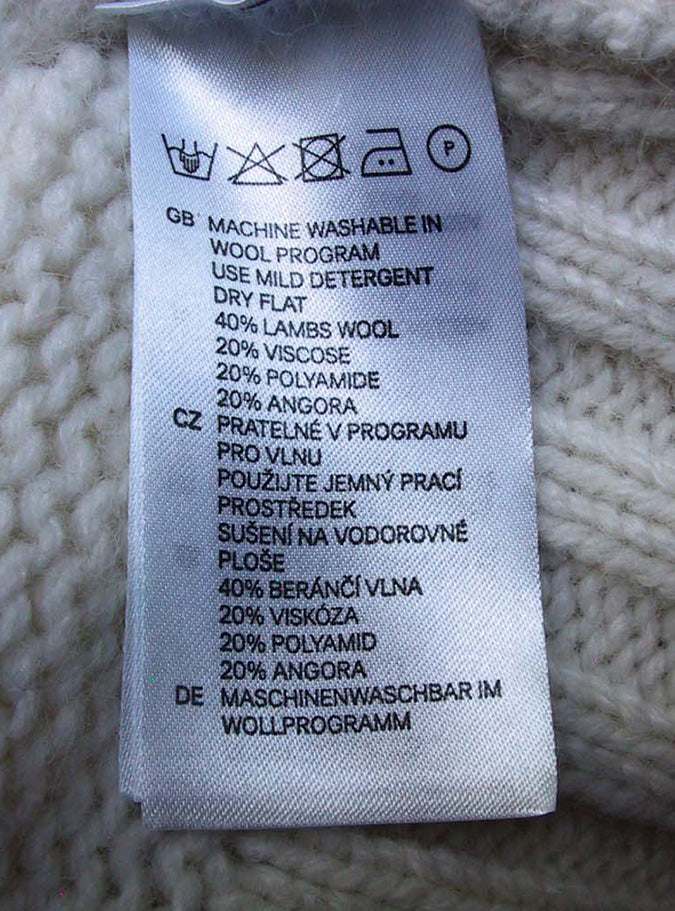 P
GB MACHINE WASHABLE IN
WOOL PROGRAM
USE MILD DETERGENT
DRY FLAT
40% LAMBS WOOL
20% VISCOSE
20% POLYAMIDE
20% ANGORA
CZ PRATELNÉ V PROGRAMU
PRO VLNU
POUŽIJTE JEMNÝ PRACÍ
PROSTŘEDEK
SUŠENÍ NA VODOROVNÉ
PLOŠE
40% BERÁNČÍ VLNA
20% VISKÓZA
20% POLYAMID
20% ANGORA
DE MASCHINENWASCHBAR IM
WOLLPROGRAMM